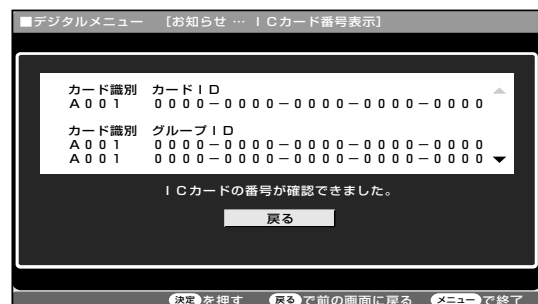 ■デジタルメニュー [お知らせ … ICカード番号表示]
カード識別 カードID
A001 0000－0000－0000－0000－0000
カード識別 グループID
A001 0000－0000－0000－0000－0000
A001 0000－0000－0000－0000－0000
ICカードの番号が確認できました。
戻る
決定を押す 戻るで前の画面に戻る メニューで終了